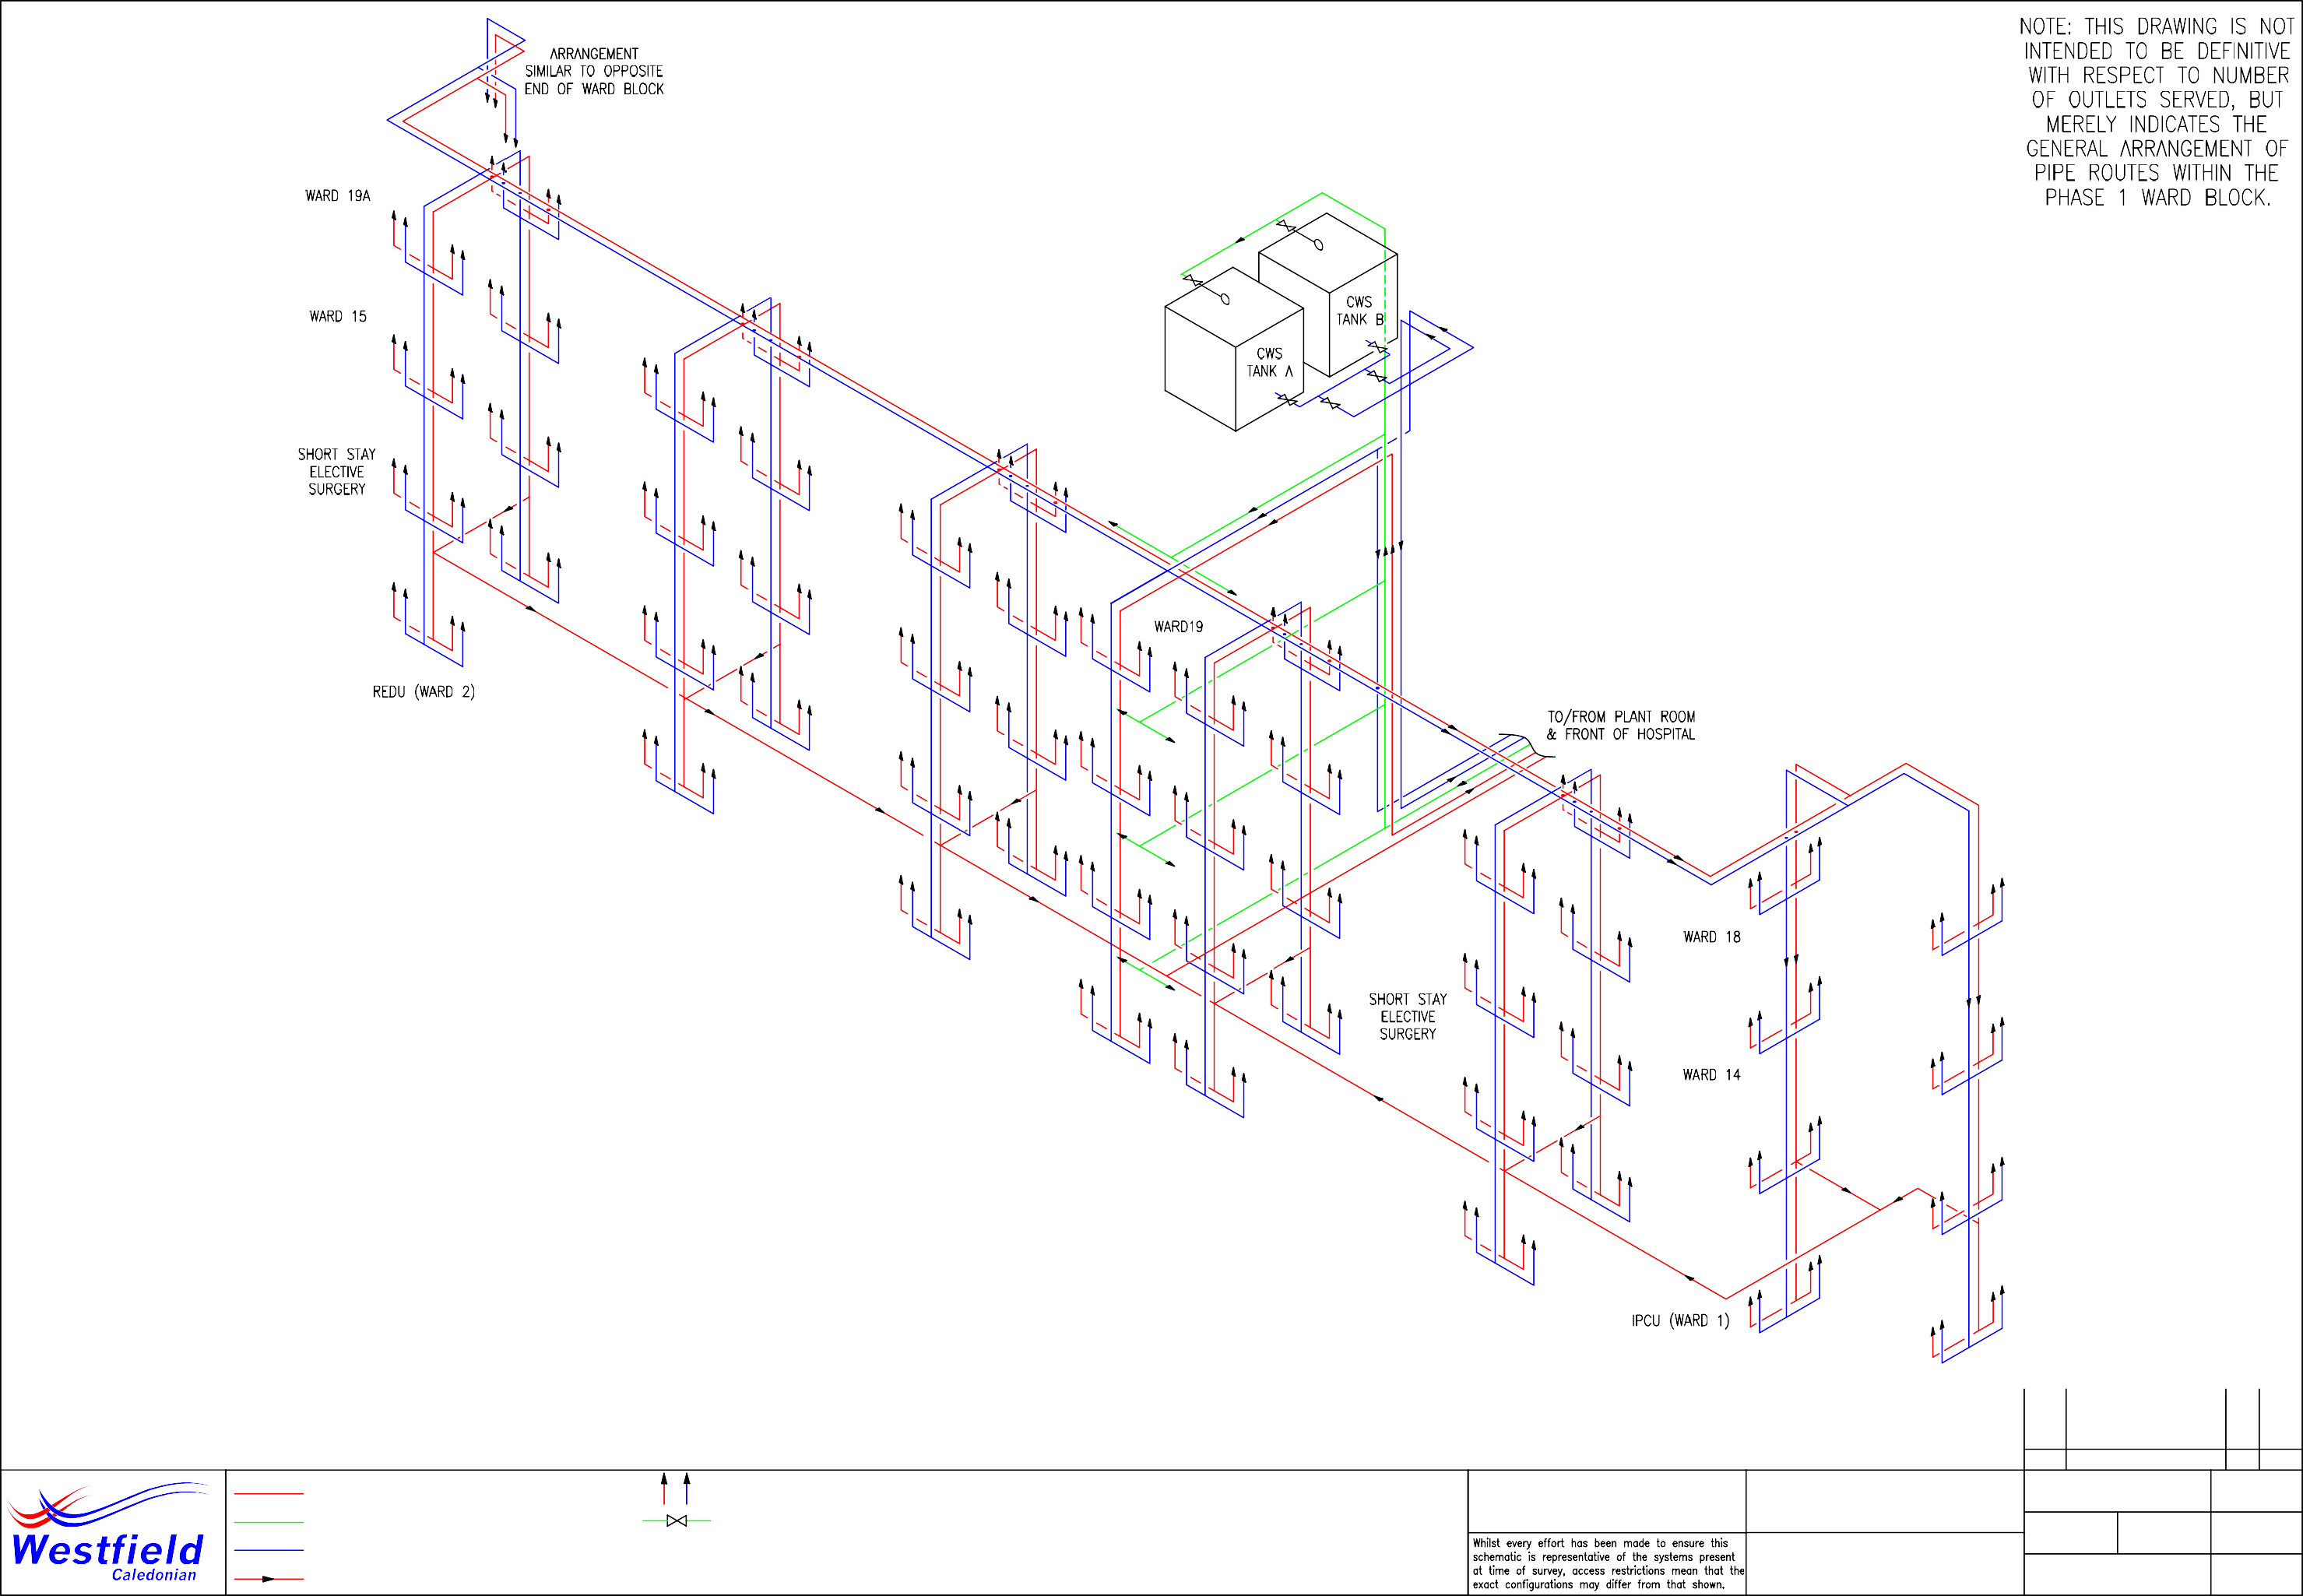 NOTE: THIS DRAWING IS NOT
INTENDED TO BE DEFINITIVE
WITH RESPECT TO NUMBER
OF OUTLETS SERVED, BUT
MERELY INDICATES THE
GENERAL ARRANGEMENT OF
PIPE ROUTES WITHIN THE
PHASE 1 WARD BLOCK.
ARRANGEMENT
SIMILAR TO OPPOSITE
END OF WARD BLOCK
WARD 19A
WARD 15
SHORT STAY
ELECTIVE
SURGERY
REDU (WARD 2)
CWS
TANK B
CWS
TANK A
WARD19
TO/FROM PLANT ROOM
& FRONT OF HOSPITAL
WARD 18
SHORT STAY
ELECTIVE
SURGERY
WARD 14
IPCU (WARD 1)
Westfield
Caledonian
Whilst every effort has been made to ensure this
schematic is representative of the systems present
at time of survey, access restrictions mean that the
exact configurations may differ from that shown.